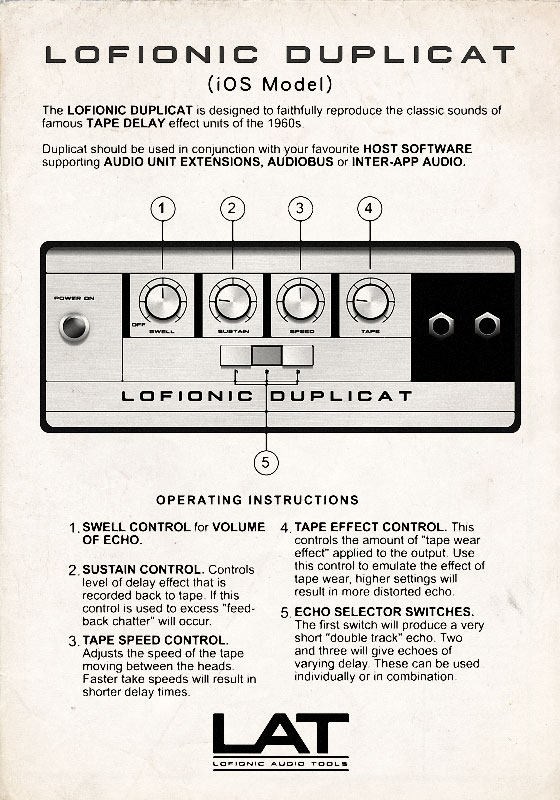 LOFIONIC DUPLICAT
(iOS Model)
The LOFIONIC DUPLICAT is designed to faithfully reproduce the classic sounds of
famous TAPE DELAY effect units of the 1960s.
Duplicat should be used in conjunction with your favourite HOST SOFTWARE
supporting AUDIO UNIT EXTENSIONS, AUDIOBUS or INTER-APP AUDIO.
1 2 3 4
POWER ON
OFF
SWELL SUSTAIN SPEED TAPE
1 2 3
LOFIONIC DUPLICAT
5
OPERATING INSTRUCTIONS
1. SWELL CONTROL for VOLUME
OF ECHO.
2. SUSTAIN CONTROL. Controls
level of delay effect that is
recorded back to tape. If this
control is used to excess "feed-
back chatter" will occur.
3. TAPE SPEED CONTROL.
Adjusts the speed of the tape
moving between the heads.
Faster take speeds will result in
shorter delay times.
4. TAPE EFFECT CONTROL. This
controls the amount of "tape wear
effect" applied to the output. Use
this control to emulate the effect of
tape wear, higher settings will
result in more distorted echo.
5. ECHO SELECTOR SWITCHES.
The first switch will produce a very
short "double track" echo. Two
and three will give echoes of
varying delay. These can be used
individually or in combination.
LAT
LOFIONIC AUDIO TOOLS